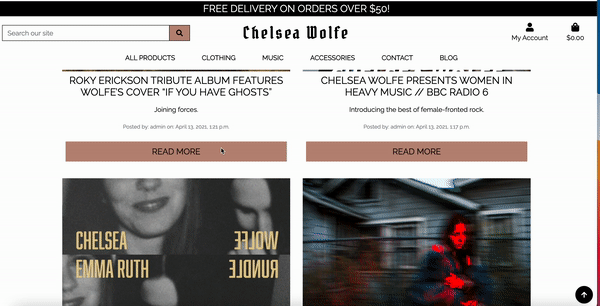 FREE DELIVERY ON ORDERS OVER $50!
Search our site
Chelsea Wolfe
My Account
$0.00
ALL PRODUCTS CLOTHING MUSIC ACCESSORIES CONTACT BLOG
ROKY ERICKSON TRIBUTE ALBUM FEATURES
WOLFE'S COVER "IF YOU HAVE GHOSTS"
Joining forces.
Posted by: admin on: April 13, 2021, 1:21 p.m.
READ MORE
CHELSEA WOLFE PRESENTS WOMEN IN
HEAVY MUSIC // BBC RADIO 6
Introducing the best of female-fronted rock.
Posted by: admin on: April 13, 2021, 1:17 p.m.
READ MORE
CHELSEA WOLFE
EMMA RUTH RUNDLE